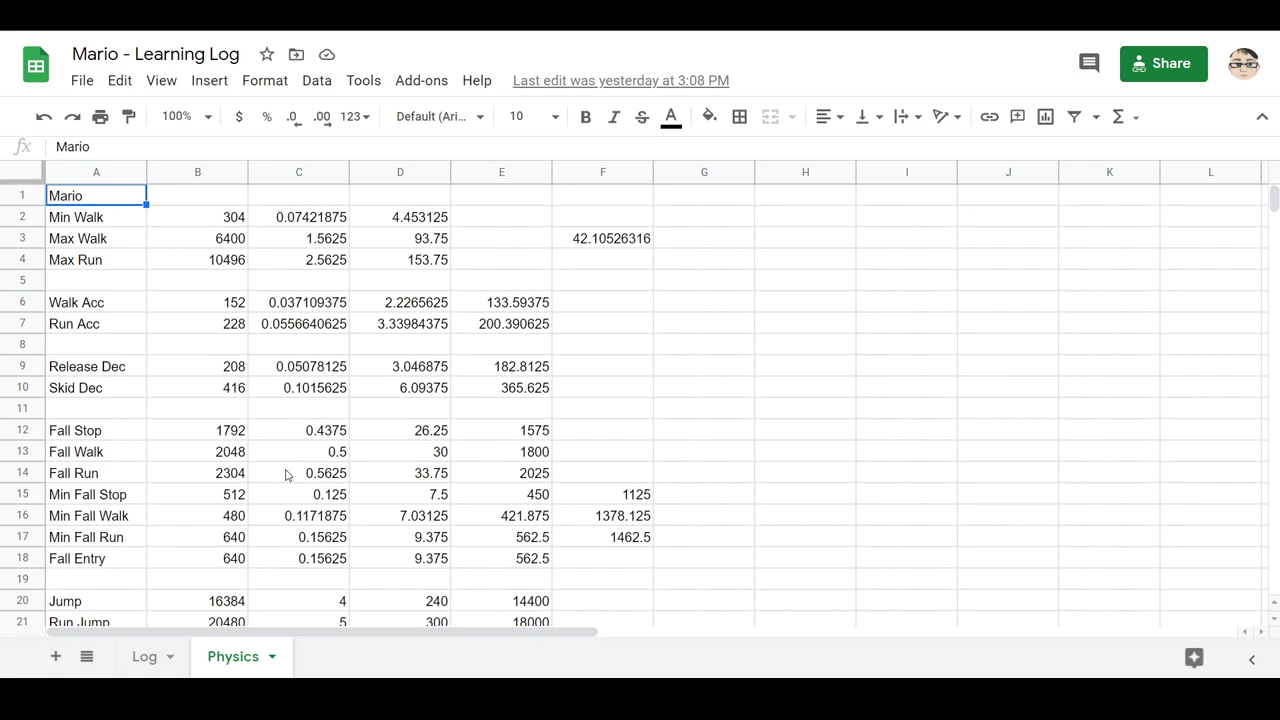 Mario - Learning Log
File Edit View Insert Format Data Tools Add-ons Help Last edit was yesterday at 3:08 PM
Share
100% $ % .0 .00 123 Default (Ari... 10 B I S A
fx Mario
A B C D E F G H I J K L
1 Mario
2 Min Walk 304 0.07421875 4.453125
3 Max Walk 6400 1.5625 93.75 42.10526316
4 Max Run 10496 2.5625 153.75
5
6 Walk Acc 152 0.037109375 2.2265625 133.59375
7 Run Acc 228 0.0556640625 3.33984375 200.390625
8
9 Release Dec 208 0.05078125 3.046875 182.8125
10 Skid Dec 416 0.1015625 6.09375 365.625
11
12 Fall Stop 1792 0.4375 26.25 1575
13 Fall Walk 2048 0.5 30 1800
14 Fall Run 2304 0.5625 33.75 2025
15 Min Fall Stop 512 0.125 7.5 450 1125
16 Min Fall Walk 480 0.1171875 7.03125 421.875 1378.125
17 Min Fall Run 640 0.15625 9.375 562.5 1462.5
18 Fall Entry 640 0.15625 9.375 562.5
19
20 Jump 16384 4 240 14400
21 Run Jump 20480 5 300 18000
Log Physics